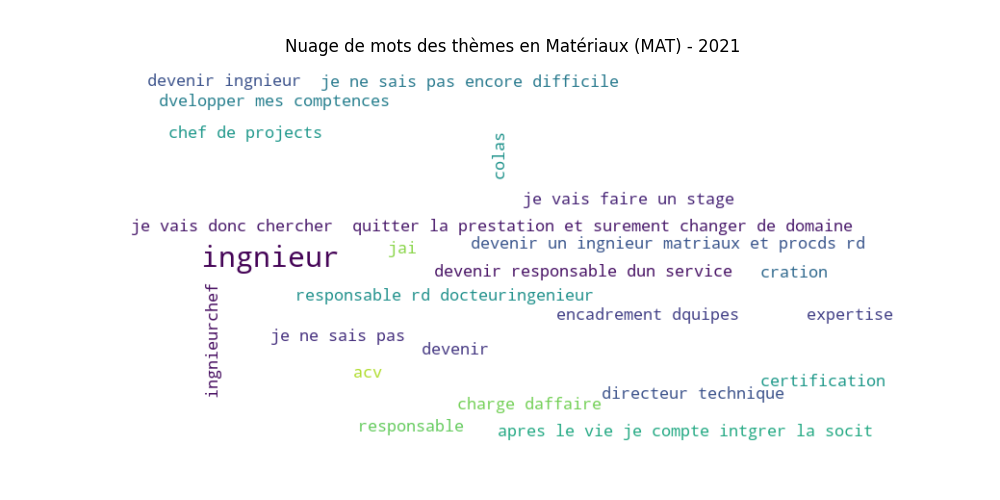 Nuage de mots des thèmes en Matériaux (MAT) - 2021
devenir ingnieur
je ne sais pas encore difficile
dvelopper mes comptences
chef de projects
colas
je vais faire un stage
je vais donc chercher
quitter la prestation et surement changer de domaine
ingnieur
jai
devenir un ingnieur matriaux et procds rd
devenir responsable dun service
cration
ingnieurchef
responsable rd docteuringenieur
encadrement dquipes
expertise
je ne sais pas
devenir
acv
certification
directeur technique
charge daffaire
responsable
apres le vie je compte intgrer la socit